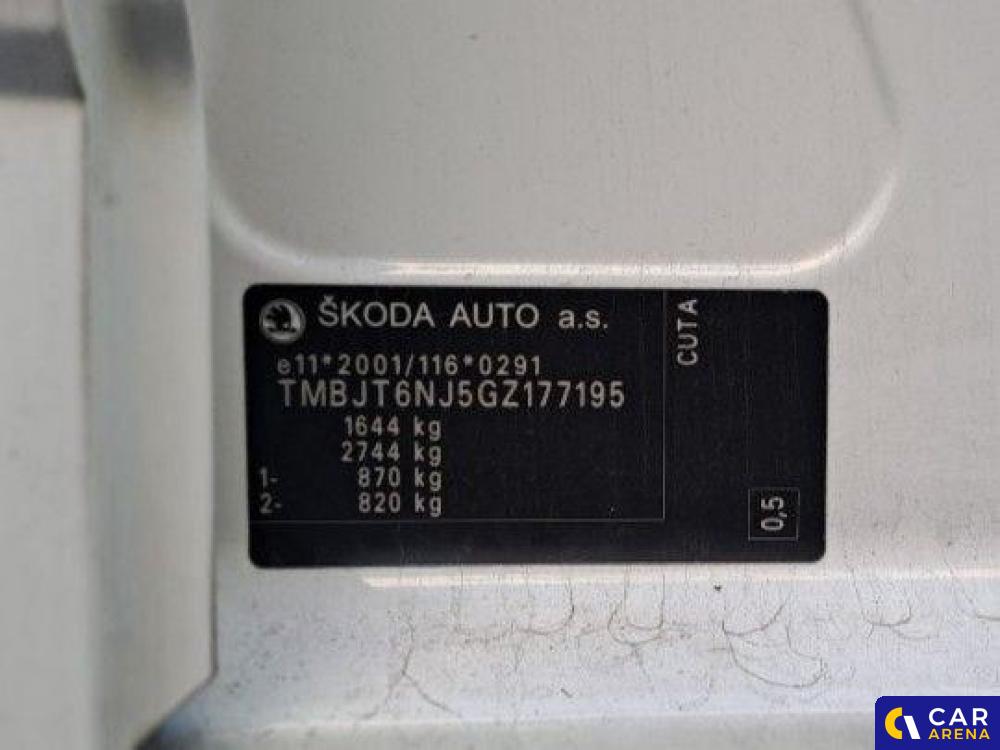 ŠKODA AUTO a.s.
e11*2001/116*0291
TMBJT6NJ5GZ177195
1644 kg
2744 kg
1- 870 kg
2- 820 kg
CUTA
0,5
CAR
ARENA